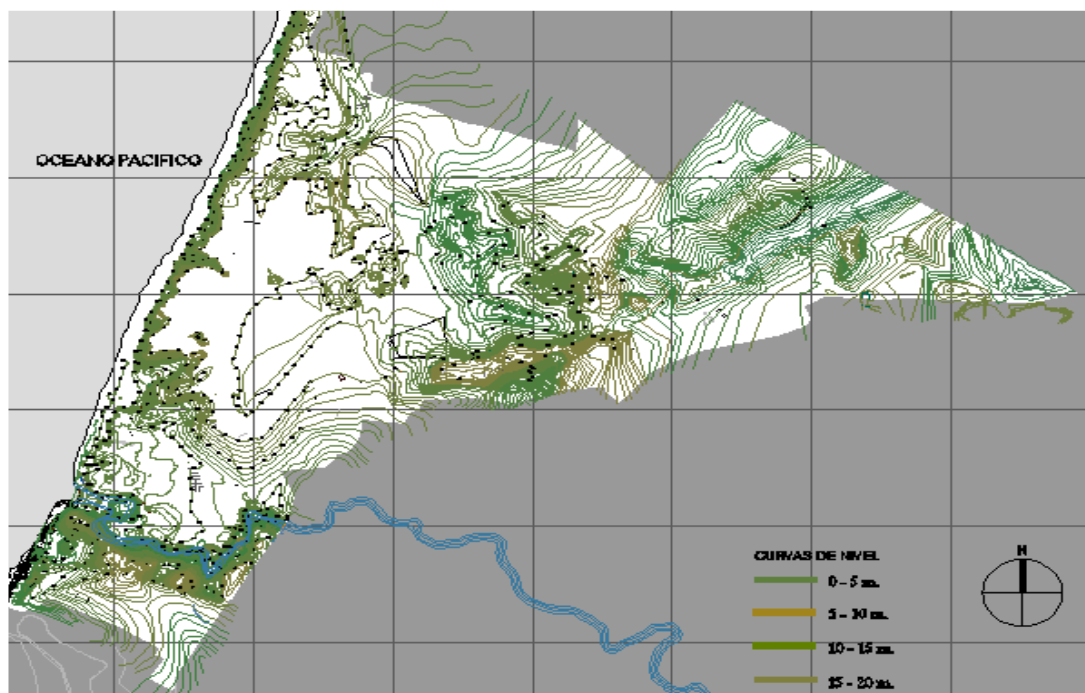 OCEANO PACIFICO
CURVAS DE NIVEL
N
0 - 5 m.
5 - 10 m.
10 - 15 m.
15 - 20 m.